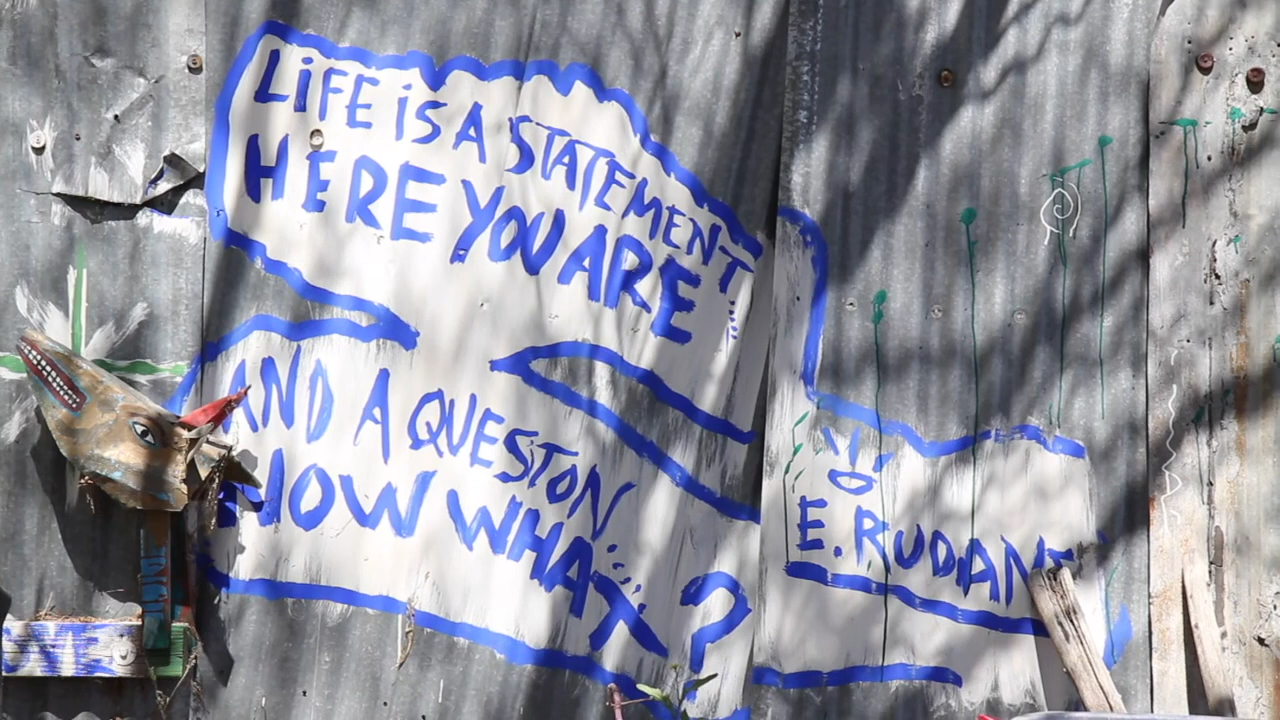 LiFE iS A STATEMENT
HERE YOU ARE
AND A QUESTON
NOW WHAT ?
E. RUDAN